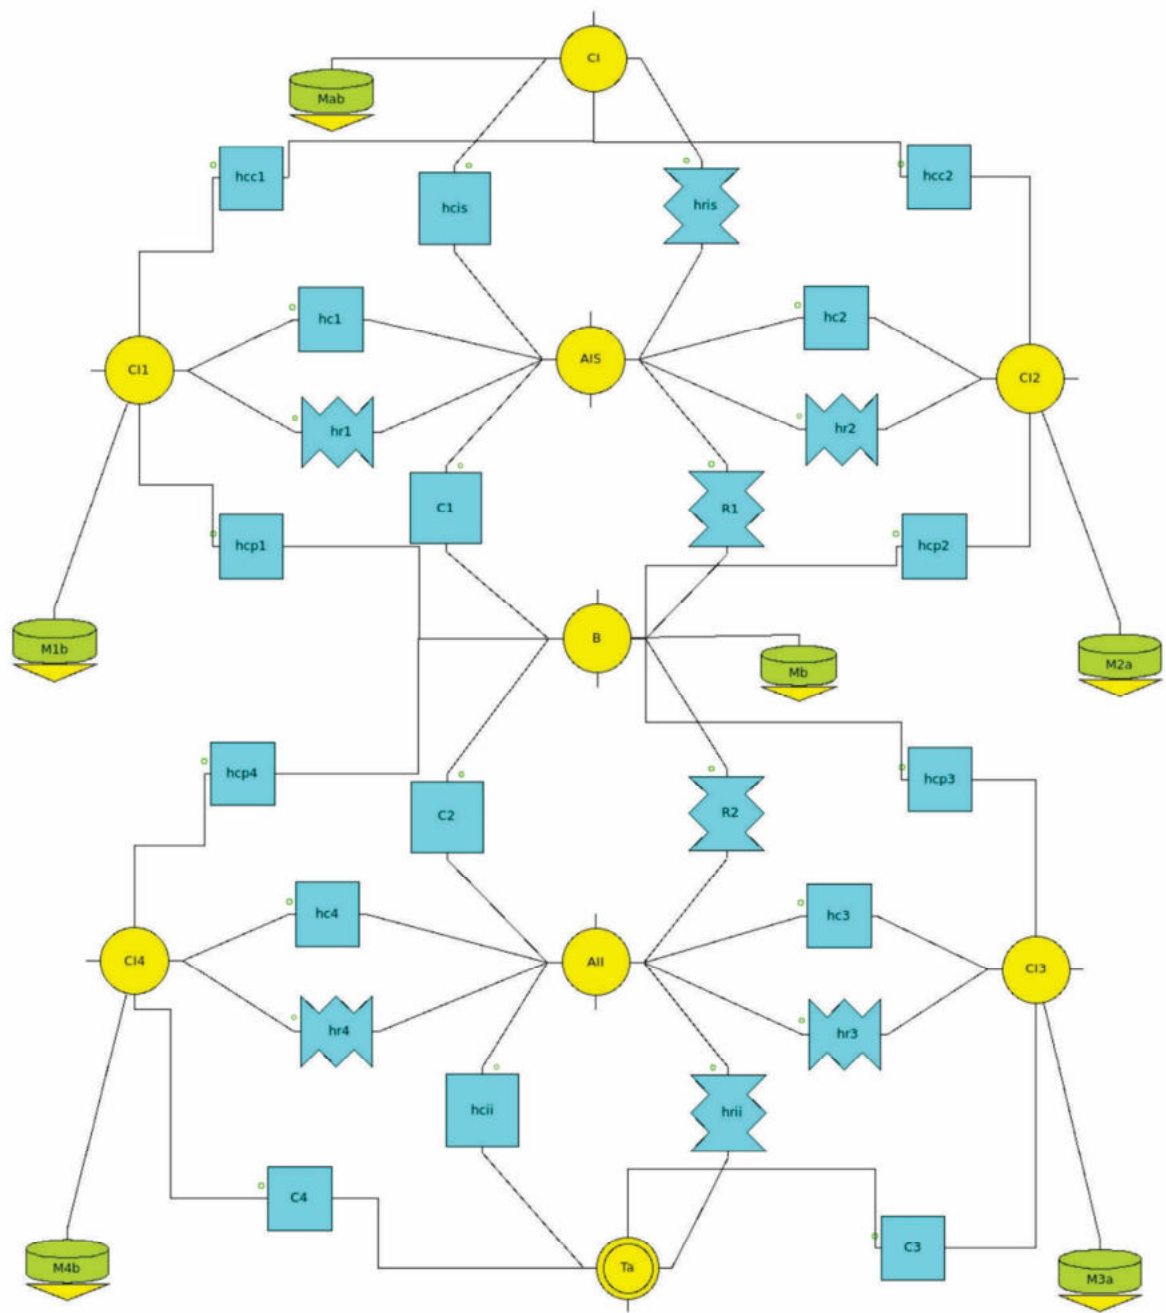 CI
Mab
hcc1
hcis
hris
hcc2
hc1
hc2
AIS
CI1
CI2
hr1
hr2
C1
R1
hcp1
hcp2
M1b
B
Mb
M2a
hcp4
hcp3
C2
R2
hc4
hc3
CI4
AII
CI3
hr4
hr3
hcii
hrii
C4
C3
Ta
M4b
M3a